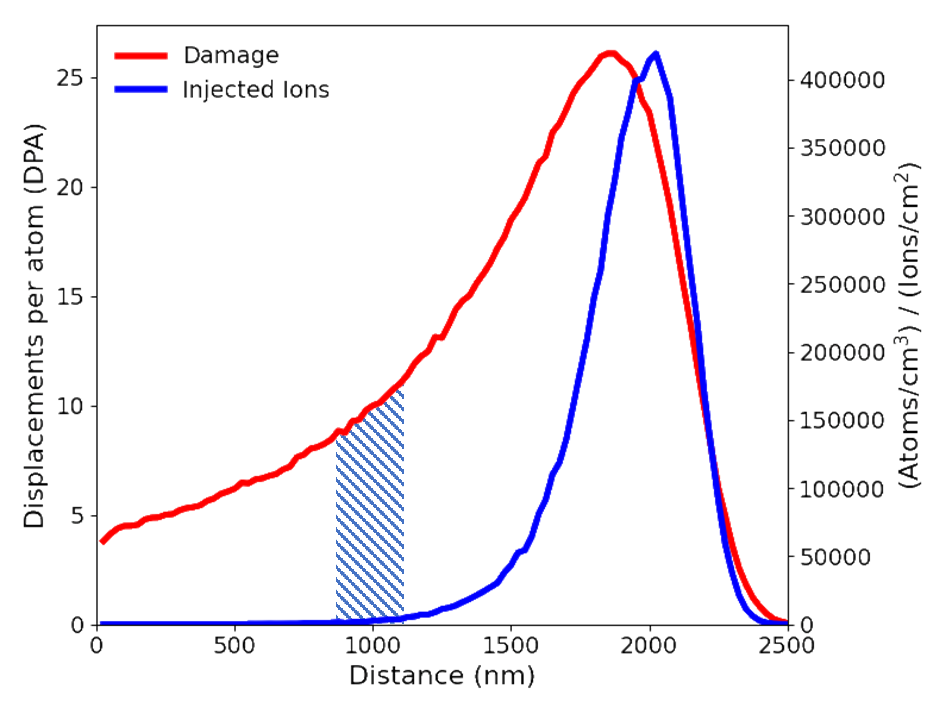 Damage
Injected Ions
Displacements per atom (DPA)
25
20
15
10
5
0
400000
350000
300000
250000
200000
150000
100000
50000
0
(Atoms/cm³) / (Ions/cm²)
0 500 1000 1500 2000 2500
Distance (nm)